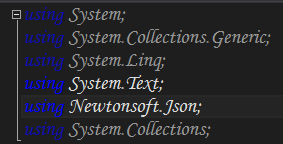 using System;
using System.Collections.Generic;
using System.Linq;
using System.Text;
using Newtonsoft.Json;
using System.Collections;